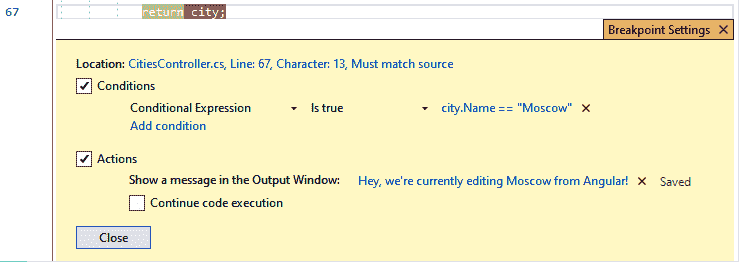 67 return city;
Breakpoint Settings ×
Location: CitiesController.cs, Line: 67, Character: 13, Must match source
Conditions
Conditional Expression Is true city.Name == "Moscow" ×
Add condition
Actions
Show a message in the Output Window: Hey, we're currently editing Moscow from Angular! × Saved
Continue code execution
Close